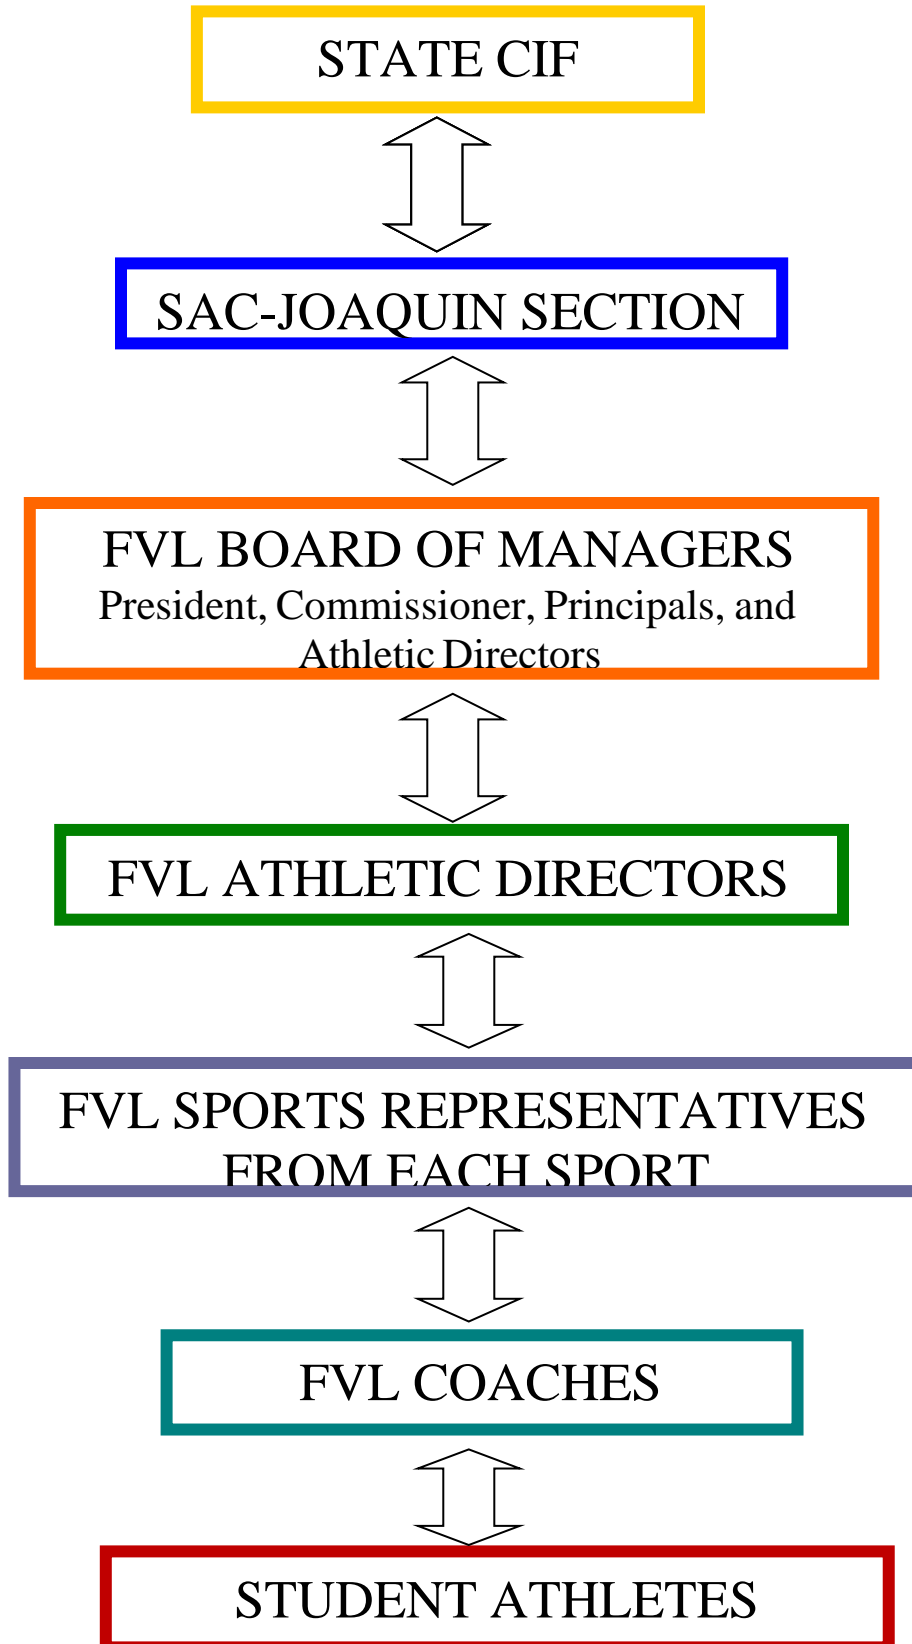 STATE CIF
SAC-JOAQUIN SECTION
FVL BOARD OF MANAGERS
President, Commissioner, Principals, and
Athletic Directors
FVL ATHLETIC DIRECTORS
FVL SPORTS REPRESENTATIVES
FROM EACH SPORT
FVL COACHES
STUDENT ATHLETES